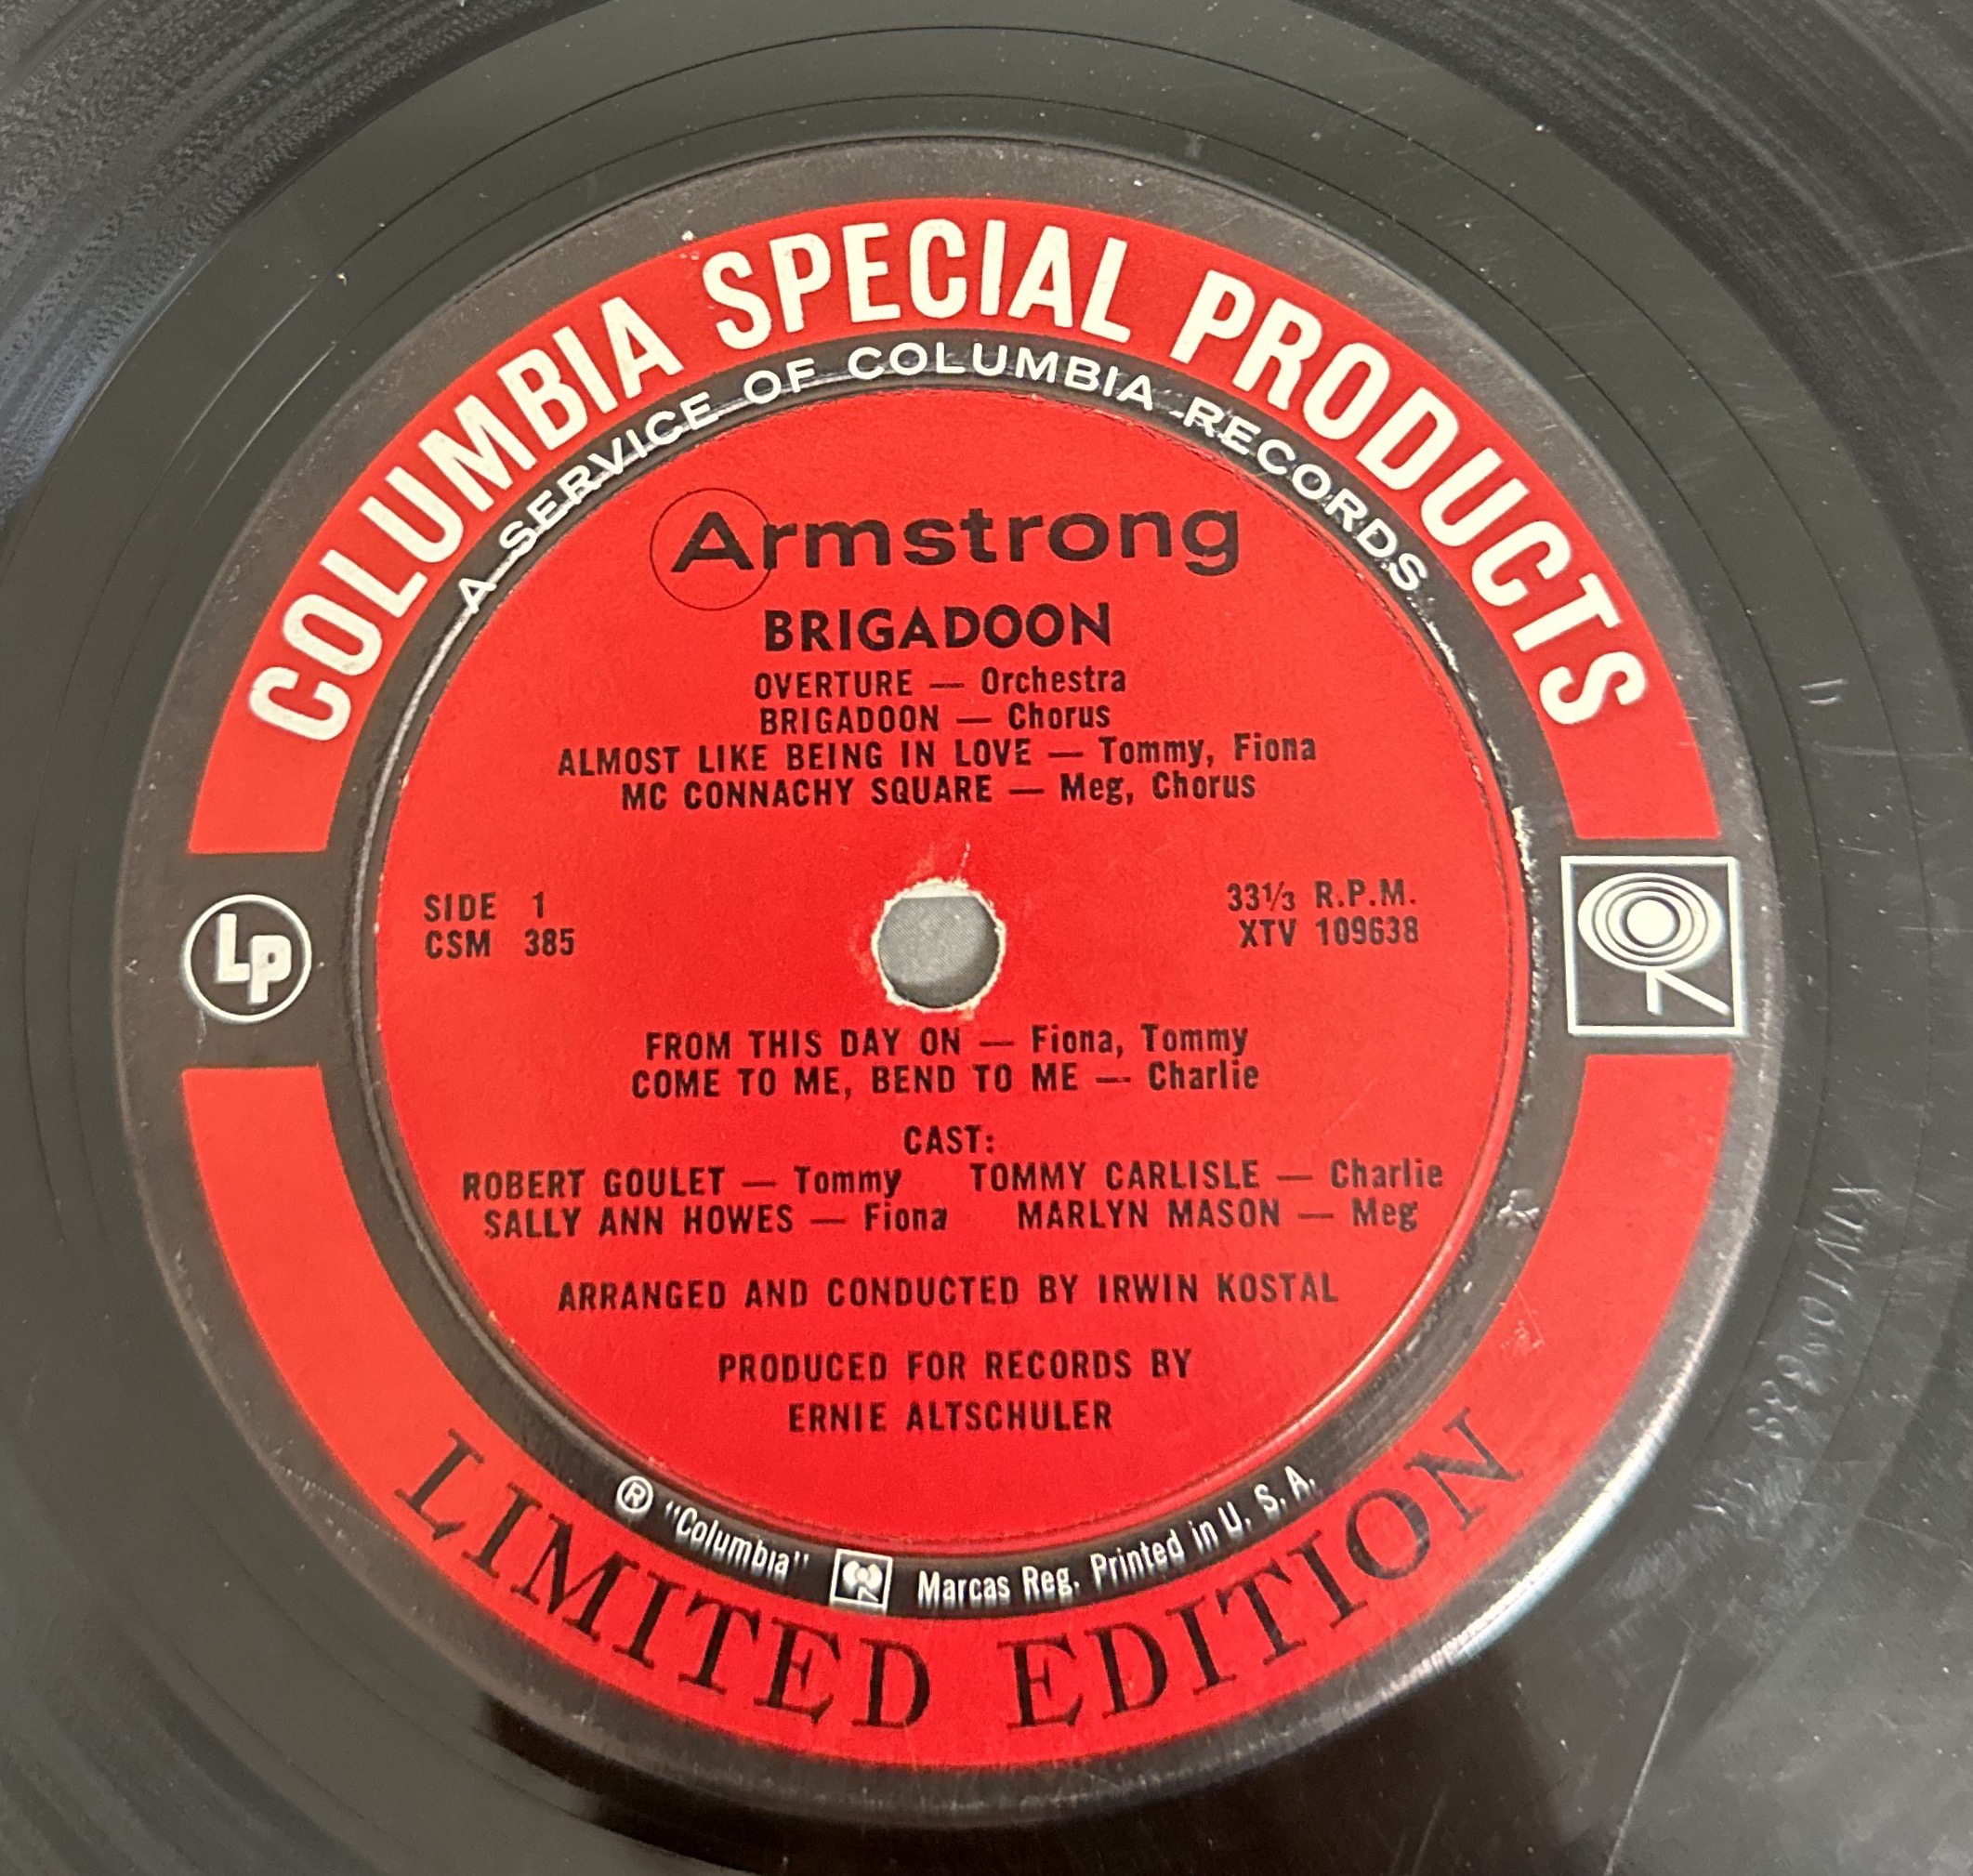 COLUMBIA SPECIAL PRODUCTS
A SERVICE OF COLUMBIA RECORDS
Armstrong
BRIGADOON
OVERTURE — Orchestra
BRIGADOON — Chorus
ALMOST LIKE BEING IN LOVE — Tommy, Fiona
MC CONNACHY SQUARE — Meg, Chorus
SIDE 1
CSM 385
33⅓ R.P.M.
XTV 109638
LP
FROM THIS DAY ON — Fiona, Tommy
COME TO ME, BEND TO ME — Charlie
CAST:
ROBERT GOULET — Tommy TOMMY CARLISLE — Charlie
SALLY ANN HOWES — Fiona MARLYN MASON — Meg
ARRANGED AND CONDUCTED BY IRWIN KOSTAL
PRODUCED FOR RECORDS BY
ERNIE ALTSCHULER
® "Columbia" Marcas Reg. Printed in U. S. A.
LIMITED EDITION